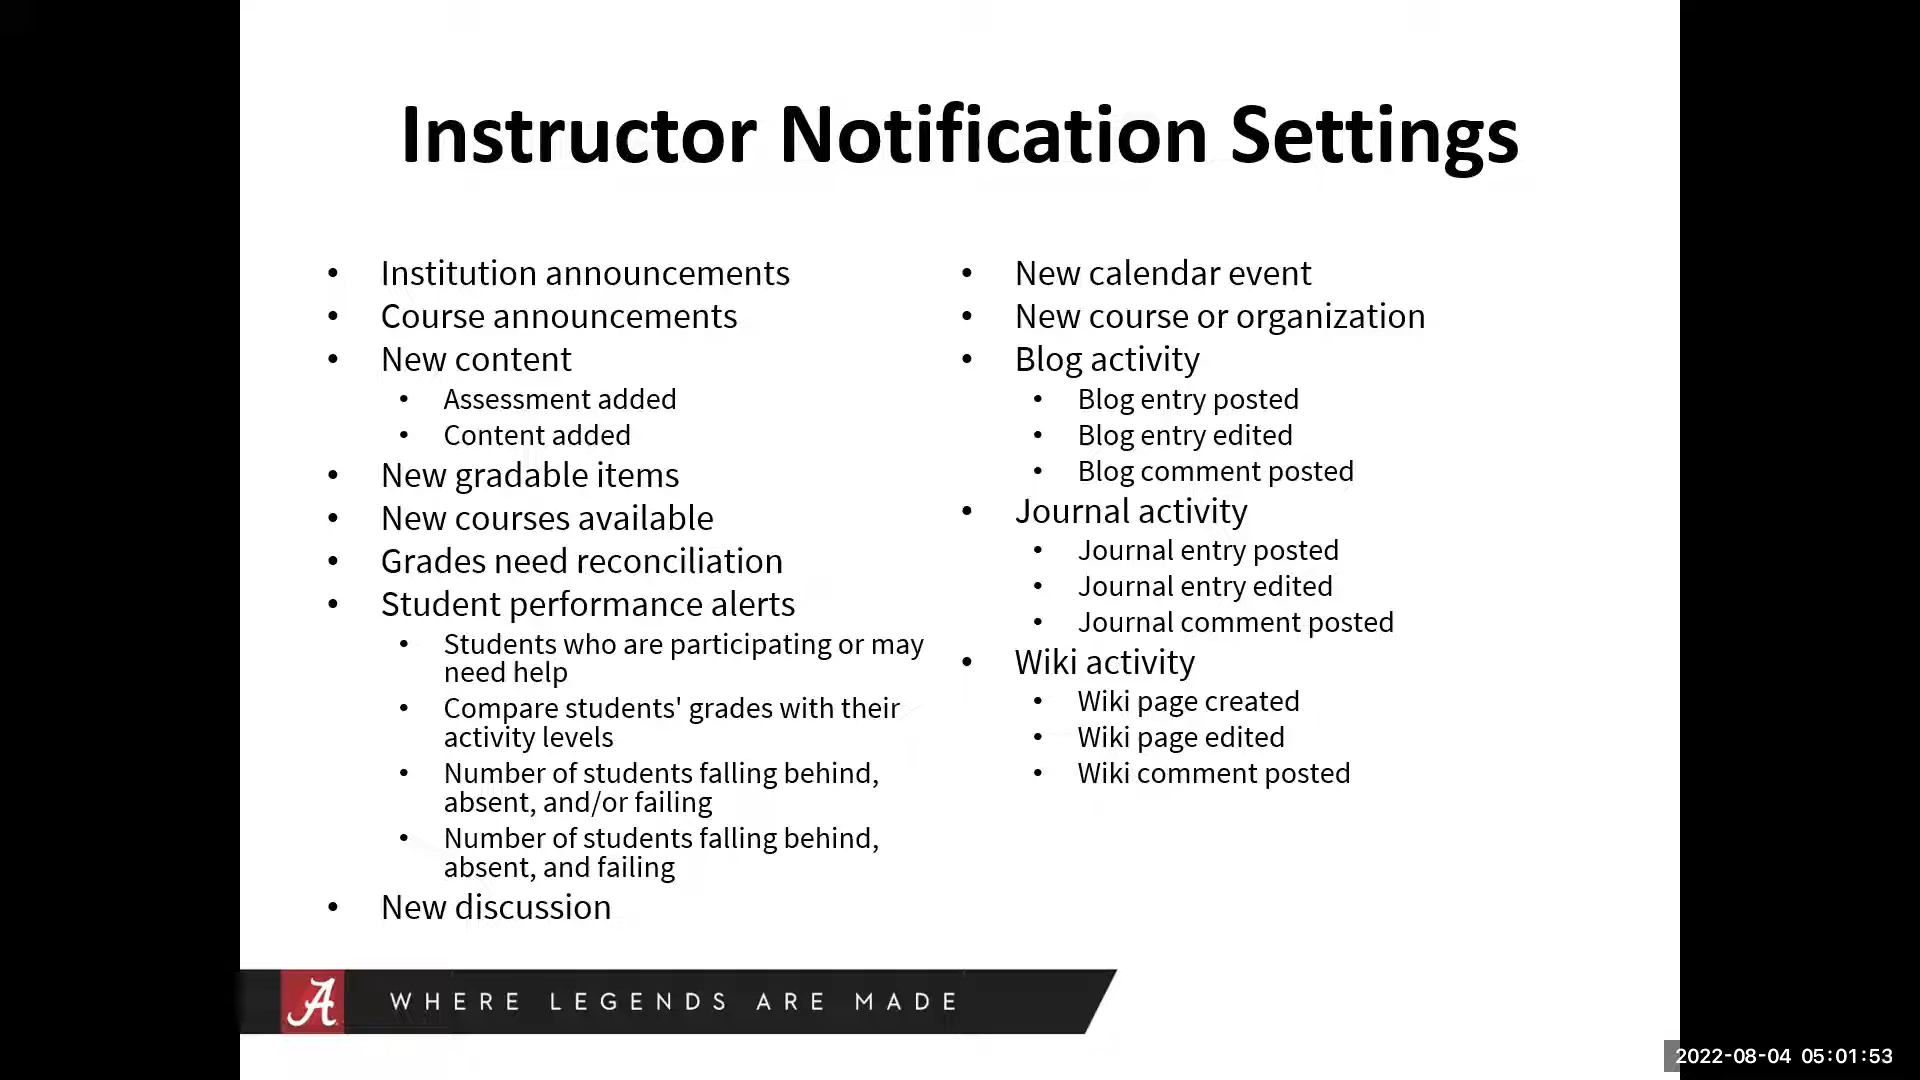 Instructor Notification Settings
• Institution announcements
• Course announcements
• New content
• Assessment added
• Content added
• New gradable items
• New courses available
• Grades need reconciliation
• Student performance alerts
• Students who are participating or may
need help
• Compare students' grades with their
activity levels
• Number of students falling behind,
absent, and/or failing
• Number of students falling behind,
absent, and failing
• New discussion
• New calendar event
• New course or organization
• Blog activity
• Blog entry posted
• Blog entry edited
• Blog comment posted
• Journal activity
• Journal entry posted
• Journal entry edited
• Journal comment posted
• Wiki activity
• Wiki page created
• Wiki page edited
• Wiki comment posted
A WHERE LEGENDS ARE MADE
2022-08-04 05:01:53